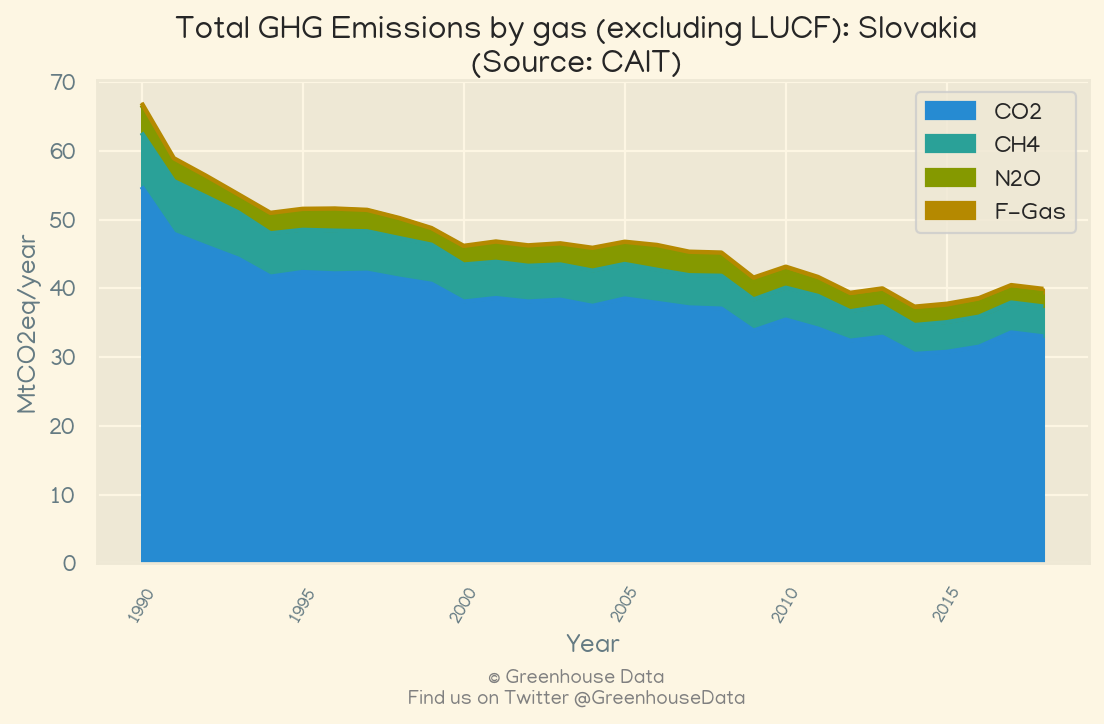 Total GHG Emissions by gas (excluding LUCF): Slovakia
(Source: CAIT)
CO2
CH4
N2O
F-Gas
MtCO2eq/year
70
60
50
40
30
20
10
0
1990
1995
2000
2005
2010
2015
Year
© Greenhouse Data
Find us on Twitter @GreenhouseData